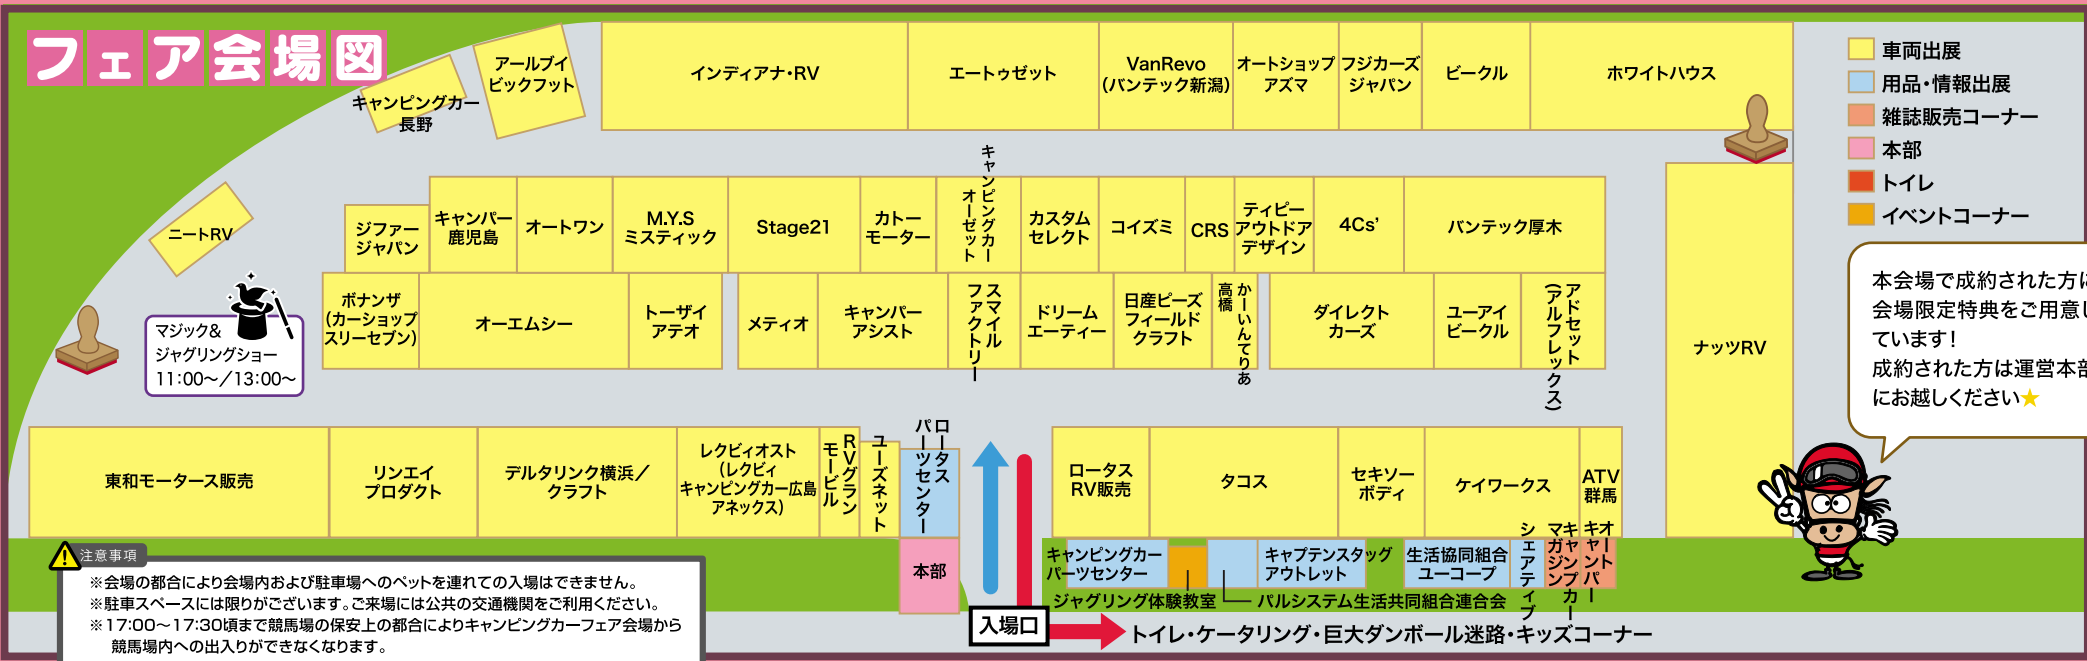 フェア会場図
キャンピングカー
長野
アールブイ
ビックフット
インディアナ・RV
エートゥゼット
VanRevo
(バンテック新潟)
オートショップ
アズマ
フジカーズ
ジャパン
ビークル
ホワイトハウス
車両出展
用品・情報出展
雑誌販売コーナー
本部
トイレ
イベントコーナー
ニートRV
ジファー
ジャパン
キャンパー
鹿児島
オートワン
M.Y.S
ミスティック
Stage21
カトー
モーター
キャンピングカー
オーゼット
カスタム
セレクト
コイズミ
CRS
ティピー
アウトドア
デザイン
4Cs'
バンテック厚木
ボナンザ
(カーショップ
スリーセブン)
オーエムシー
トーザイ
アテオ
メティオ
キャンパー
アシスト
スマイル
ファクトリー
ドリーム
エーティー
日産ピーズ
フィールド
クラフト
かーいんてりあ
高橋
ダイレクト
カーズ
ユーアイ
ビークル
アドセット
(アルフレックス)
ナッツRV
マジック&
ジャグリングショー
11:00〜/13:00〜
本会場で成約された方に
会場限定特典をご用意し
ています!
成約された方は運営本部
にお越しください★
東和モータース販売
リンエイ
プロダクト
デルタリンク横浜/
クラフト
レクビィオスト
(レクビィ
キャンピングカー広島
アネックス)
RVグラン
モービル
ユーズネット
ロータス
パーツセンター
本部
ロータス
RV販売
タコス
セキソー
ボディ
ケイワークス
ATV
群馬
キャンピングカー
パーツセンター
キャプテンスタッグ
アウトレット
生活協同組合
ユーコープ
シェアティブ
キャンプカー
マガジン
オート
キャンパー
ジャグリング体験教室
パルシステム生活共同組合連合会
入場口
トイレ・ケータリング・巨大ダンボール迷路・キッズコーナー
注意事項
※会場の都合により会場内および駐車場へのペットを連れての入場はできません。
※駐車スペースには限りがございます。ご来場には公共の交通機関をご利用ください。
※17:00〜17:30頃まで競馬場の保安上の都合によりキャンピングカーフェア会場から
競馬場内への出入りができなくなります。